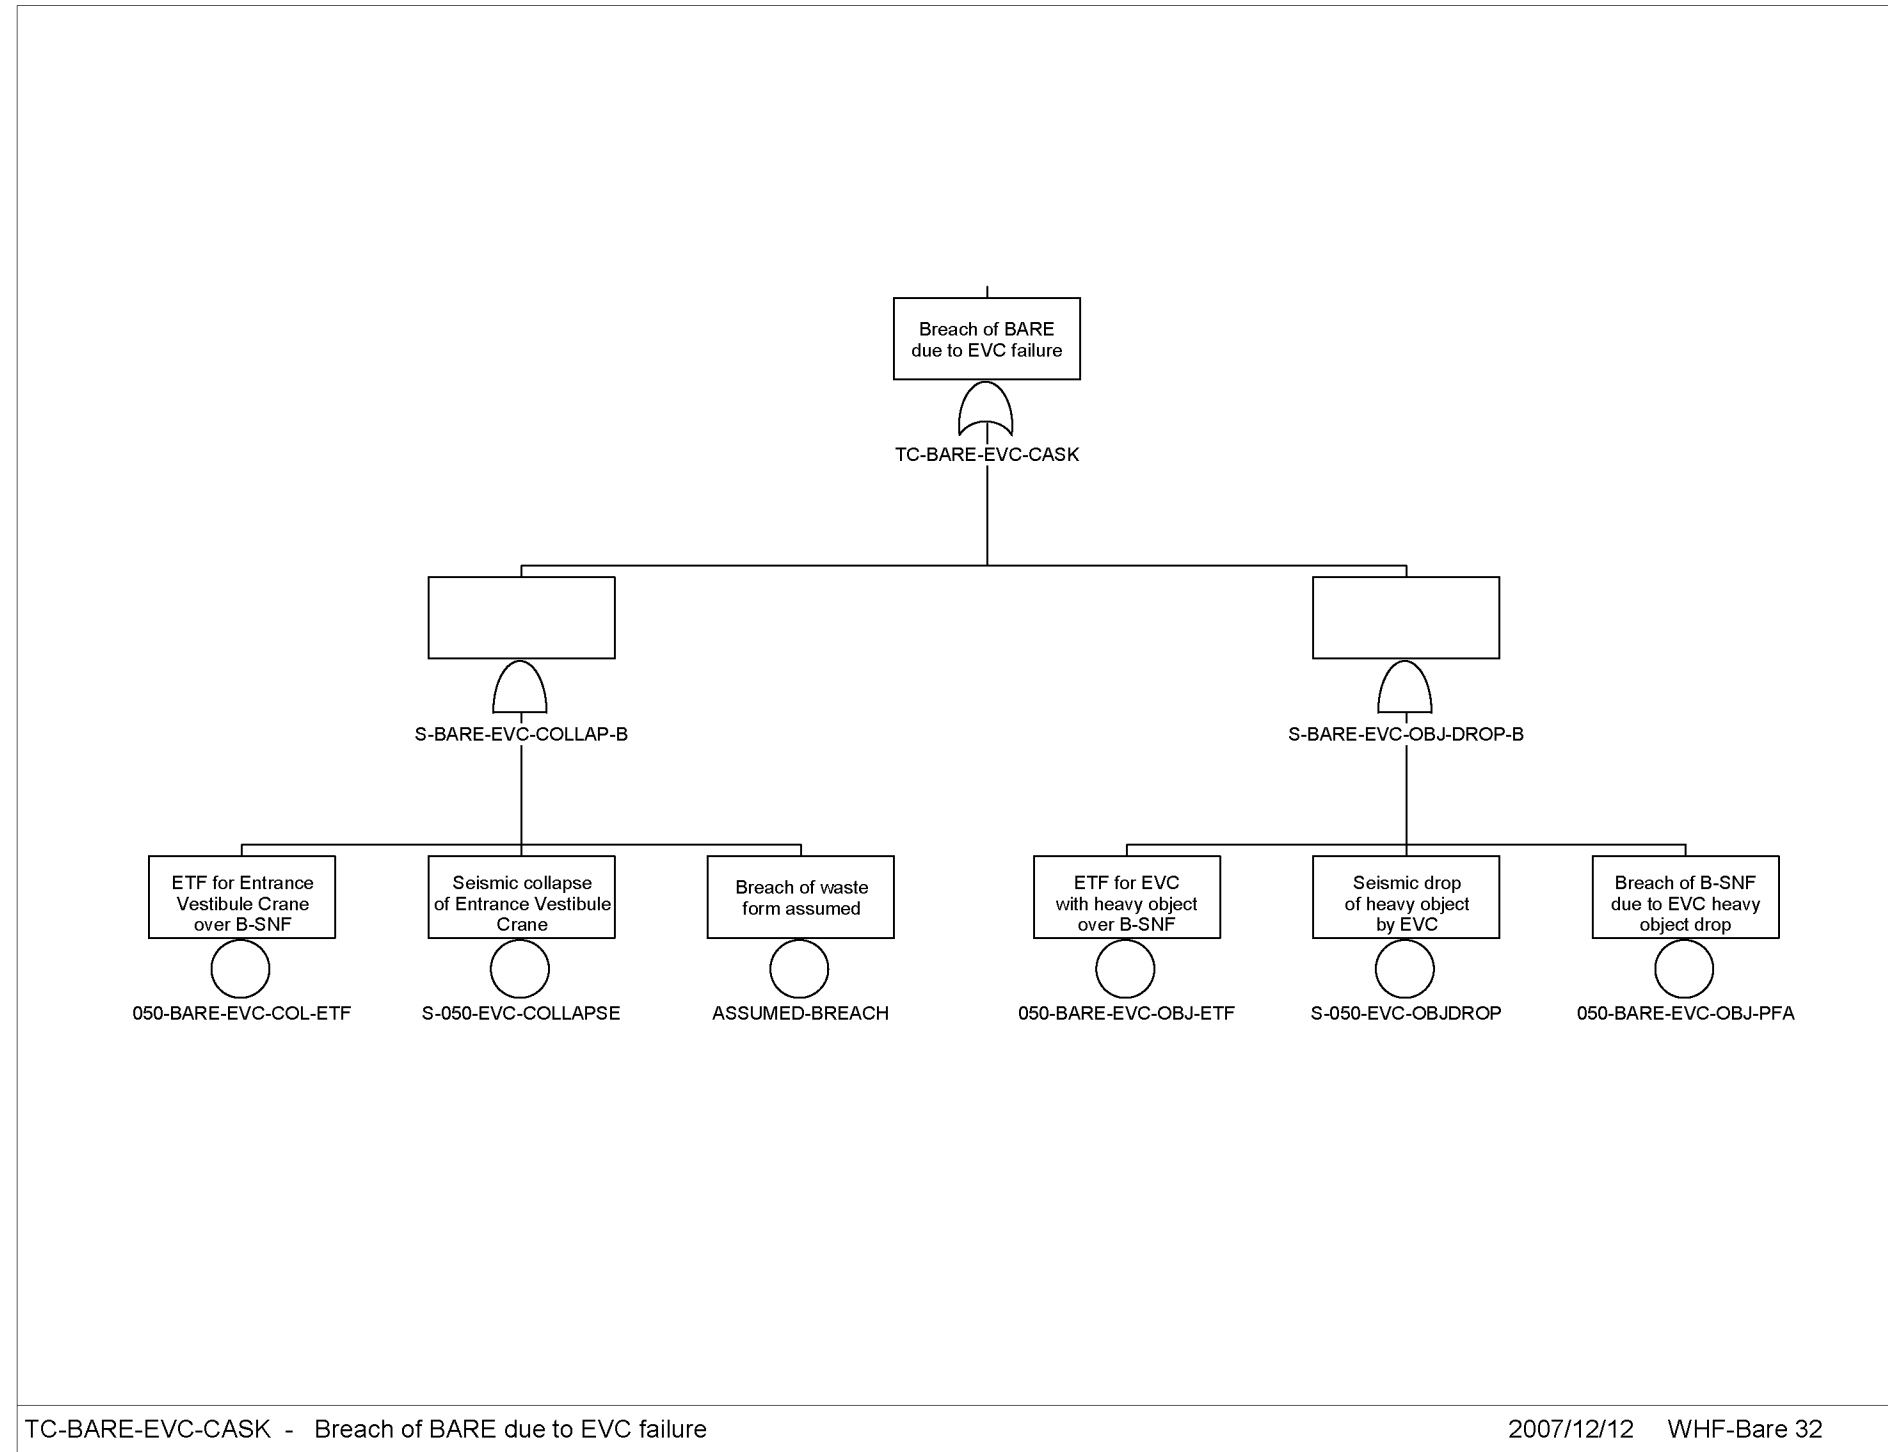 Breach of BARE
due to EVC failure
TC-BARE-EVC-CASK
S-BARE-EVC-COLLAP-B
S-BARE-EVC-OBJ-DROP-B
ETF for Entrance
Vestibule Crane
over B-SNF
050-BARE-EVC-COL-ETF
Seismic collapse
of Entrance Vestibule
Crane
S-050-EVC-COLLAPSE
Breach of waste
form assumed
ASSUMED-BREACH
ETF for EVC
with heavy object
over B-SNF
050-BARE-EVC-OBJ-ETF
Seismic drop
of heavy object
by EVC
S-050-EVC-OBJDROP
Breach of B-SNF
due to EVC heavy
object drop
050-BARE-EVC-OBJ-PFA
TC-BARE-EVC-CASK - Breach of BARE due to EVC failure
2007/12/12 WHF-Bare 32